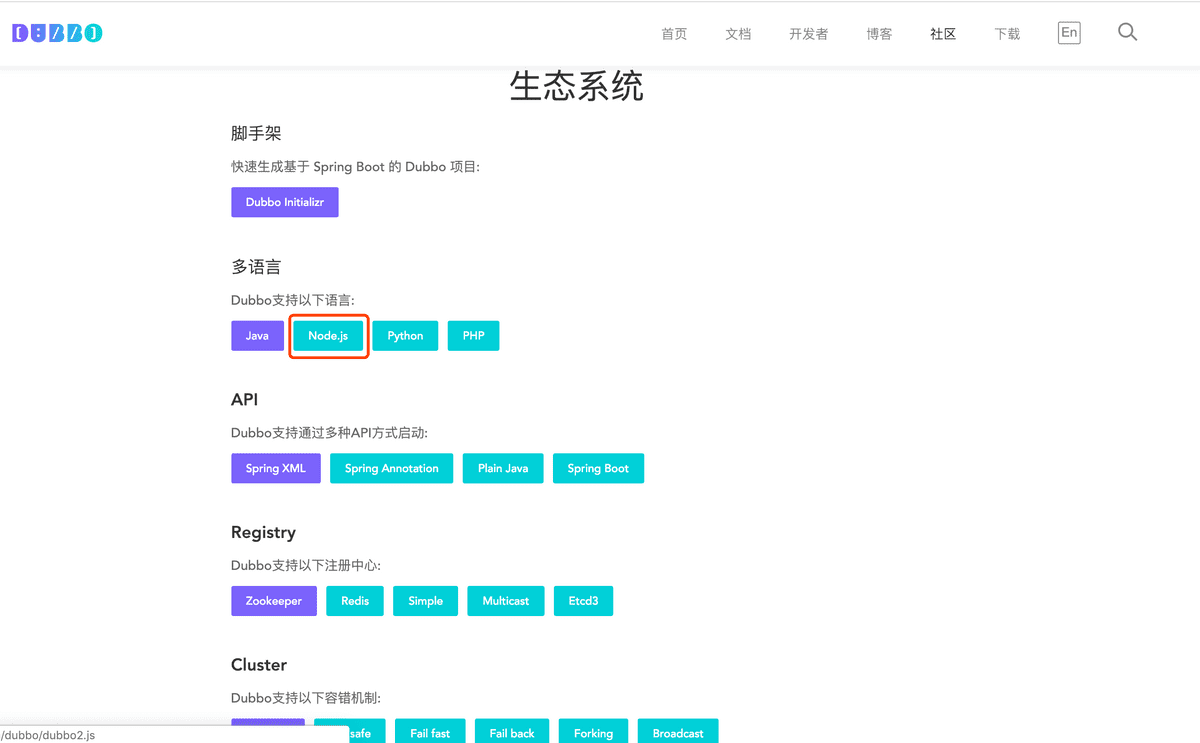 DUBBO 首页 文档 开发者 博客 社区 下载 En
生态系统
脚手架
快速生成基于 Spring Boot 的 Dubbo 项目:
Dubbo Initializr
多语言
Dubbo支持以下语言:
Java Node.js Python PHP
API
Dubbo支持通过多种API方式启动:
Spring XML Spring Annotation Plain Java Spring Boot
Registry
Dubbo支持以下注册中心:
Zookeeper Redis Simple Multicast Etcd3
Cluster
Dubbo支持以下容错机制:
safe Fail fast Fail back Forking Broadcast
/dubbo/dubbo2.js